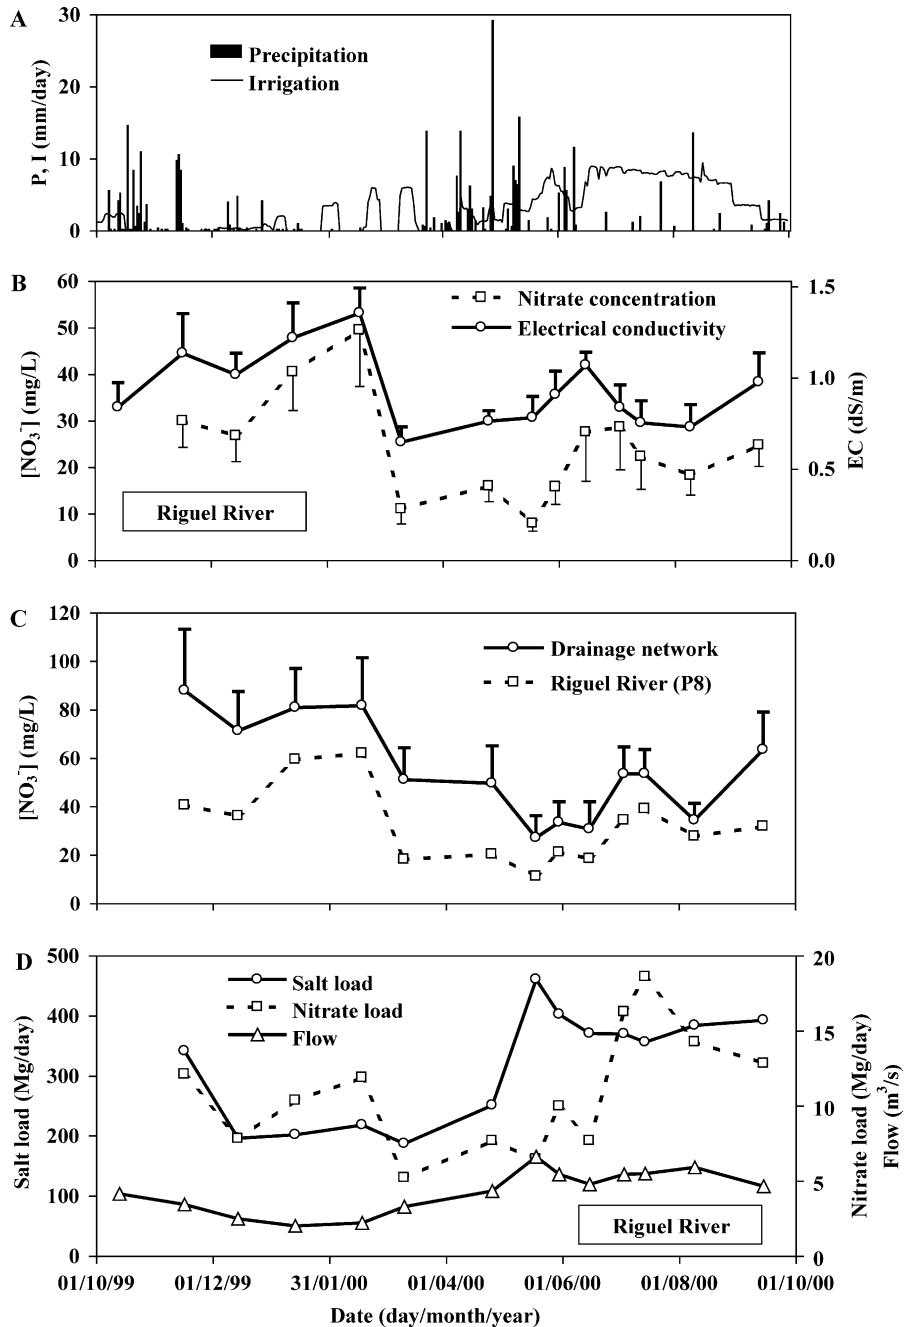 A
30
20
10
0
P, I (mm/day)
Precipitation
Irrigation
B
60
50
40
30
20
10
0
[NO₃⁻] (mg/L)
Nitrate concentration
Electrical conductivity
1.5
1.0
0.5
0.0
EC (dS/m)
Riguel River
C
120
100
80
60
40
20
0
[NO₃⁻] (mg/L)
Drainage network
Riguel River (P8)
D
500
400
300
200
100
0
Salt load (Mg/day)
Salt load
Nitrate load
Flow
20
15
10
5
0
Nitrate load (Mg/day)
Flow (m³/s)
Riguel River
01/10/99 01/12/99 31/01/00 01/04/00 01/06/00 01/08/00 01/10/00
Date (day/month/year)